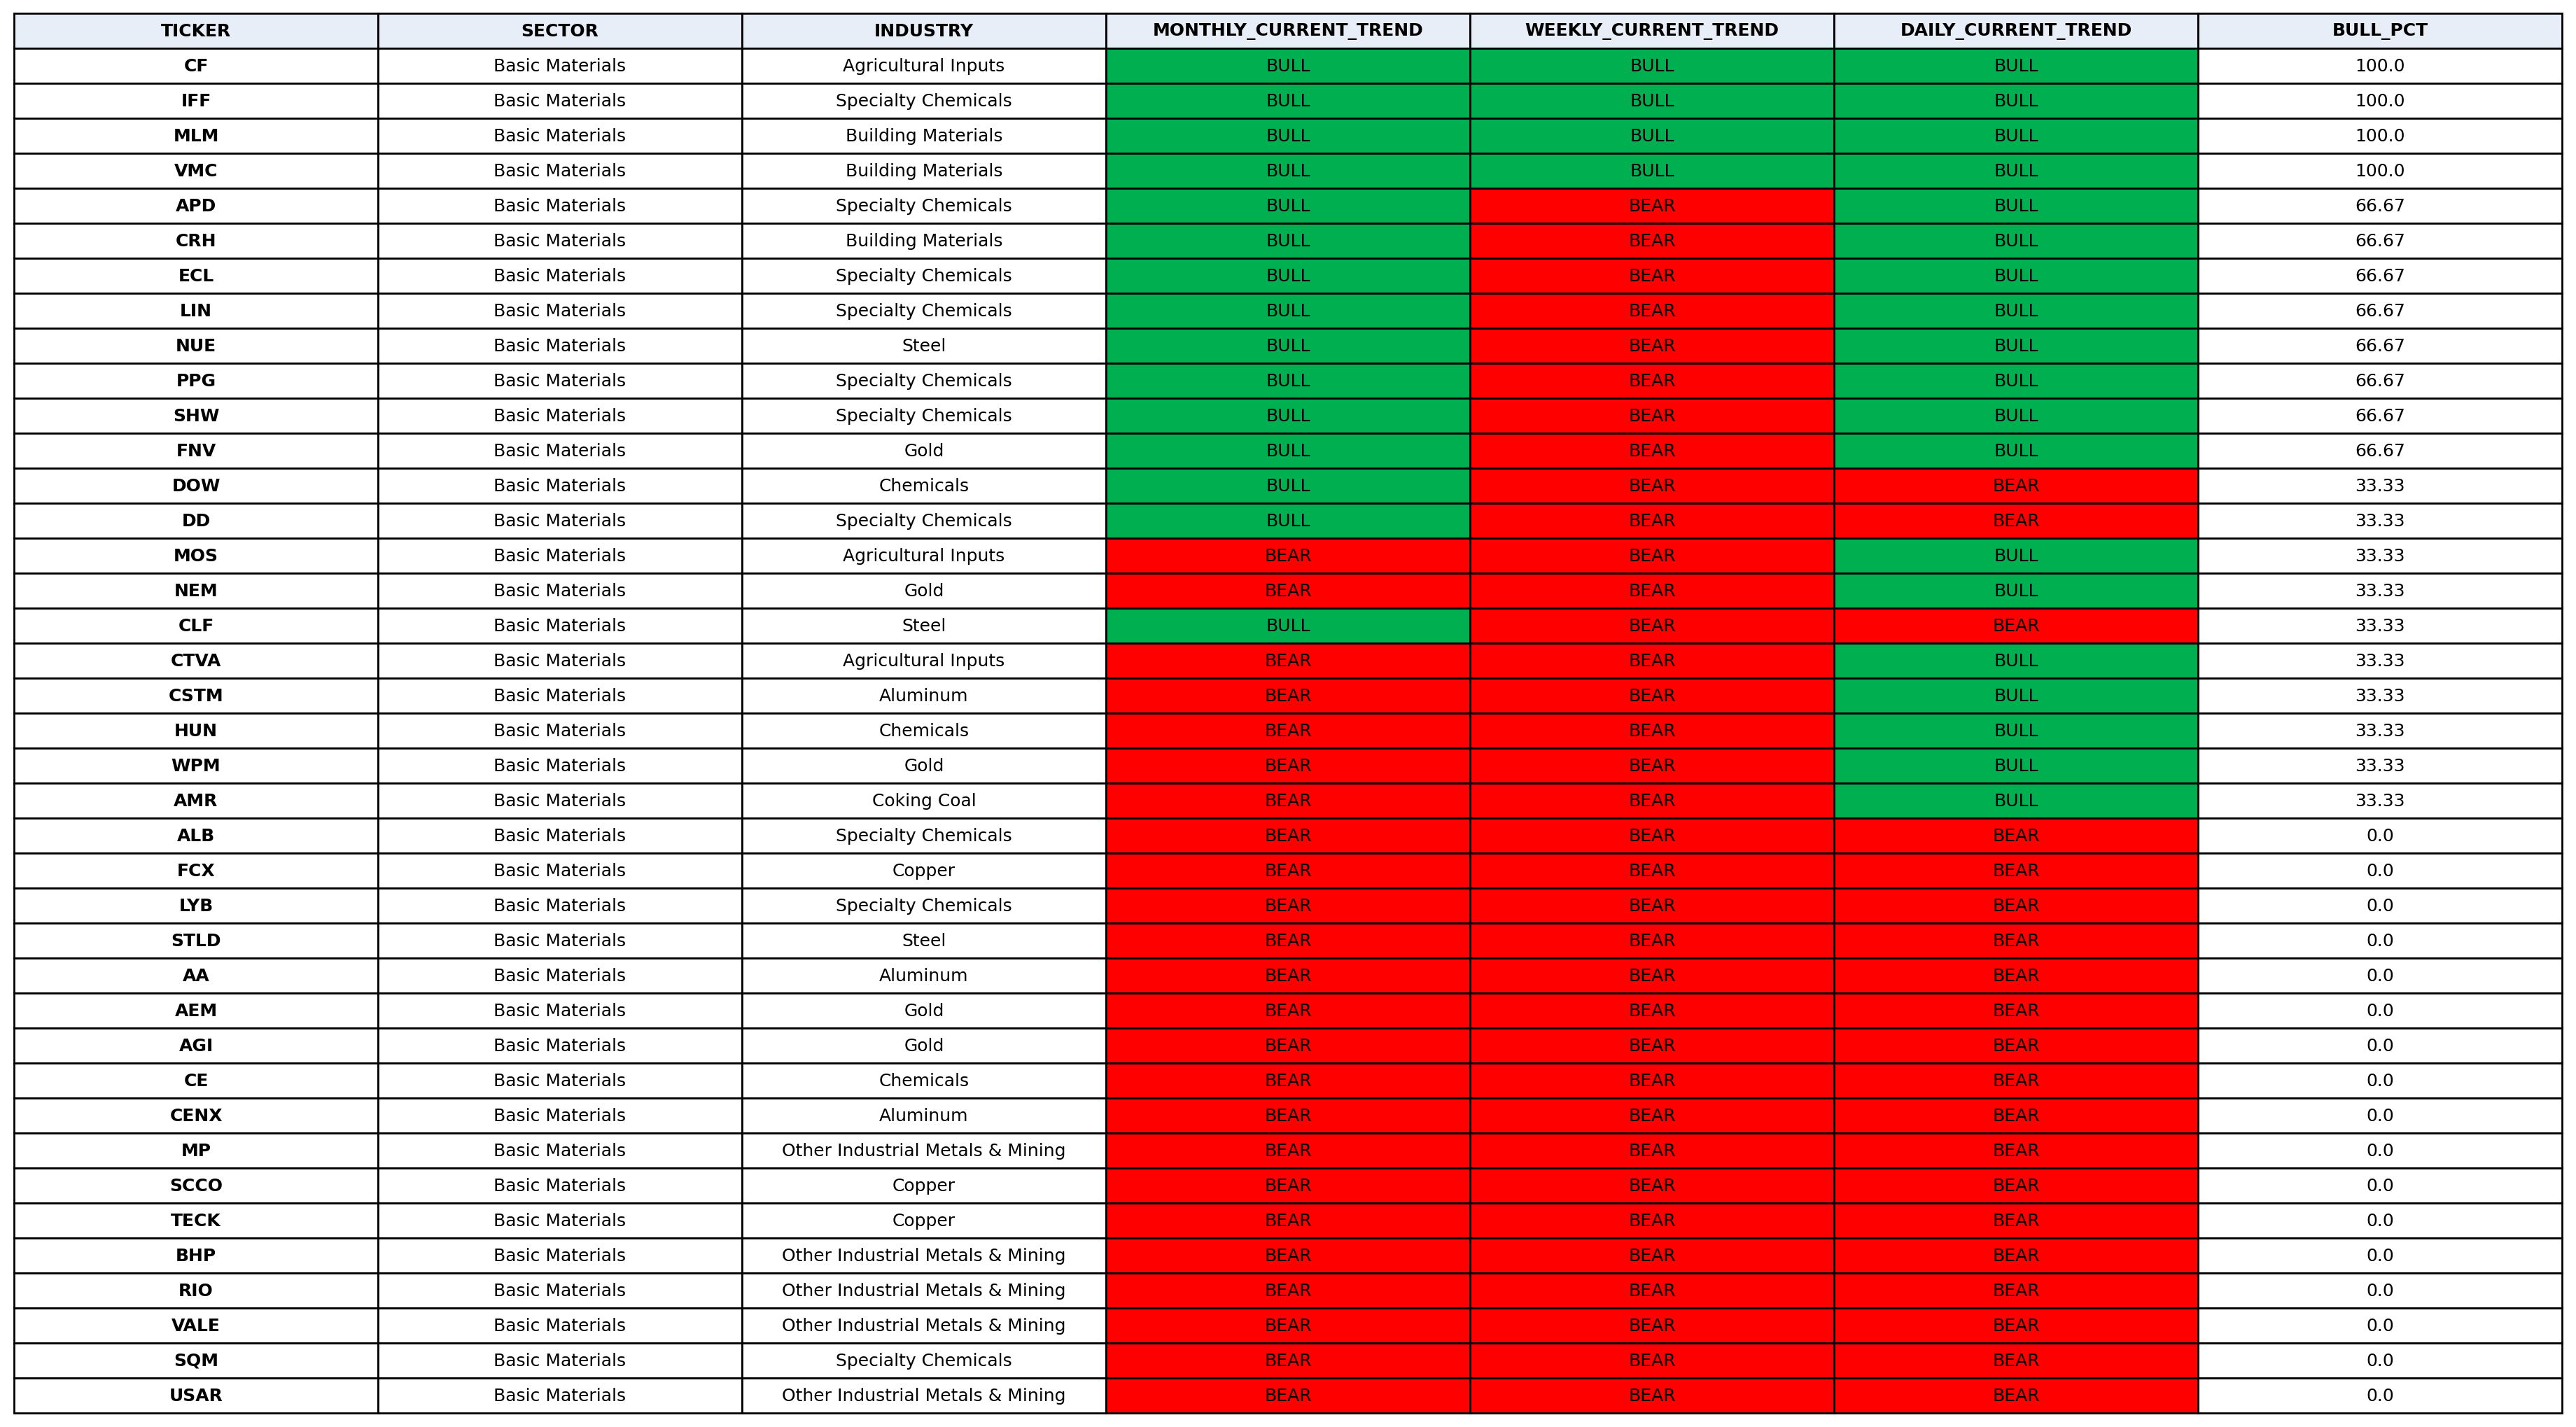 TICKER SECTOR INDUSTRY MONTHLY_CURRENT_TREND WEEKLY_CURRENT_TREND DAILY_CURRENT_TREND BULL_PCT
CF Basic Materials Agricultural Inputs BULL BULL BULL 100.0
IFF Basic Materials Specialty Chemicals BULL BULL BULL 100.0
MLM Basic Materials Building Materials BULL BULL BULL 100.0
VMC Basic Materials Building Materials BULL BULL BULL 100.0
APD Basic Materials Specialty Chemicals BULL BEAR BULL 66.67
CRH Basic Materials Building Materials BULL BEAR BULL 66.67
ECL Basic Materials Specialty Chemicals BULL BEAR BULL 66.67
LIN Basic Materials Specialty Chemicals BULL BEAR BULL 66.67
NUE Basic Materials Steel BULL BEAR BULL 66.67
PPG Basic Materials Specialty Chemicals BULL BEAR BULL 66.67
SHW Basic Materials Specialty Chemicals BULL BEAR BULL 66.67
FNV Basic Materials Gold BULL BEAR BULL 66.67
DOW Basic Materials Chemicals BULL BEAR BEAR 33.33
DD Basic Materials Specialty Chemicals BULL BEAR BEAR 33.33
MOS Basic Materials Agricultural Inputs BEAR BEAR BULL 33.33
NEM Basic Materials Gold BEAR BEAR BULL 33.33
CLF Basic Materials Steel BULL BEAR BEAR 33.33
CTVA Basic Materials Agricultural Inputs BEAR BEAR BULL 33.33
CSTM Basic Materials Aluminum BEAR BEAR BULL 33.33
HUN Basic Materials Chemicals BEAR BEAR BULL 33.33
WPM Basic Materials Gold BEAR BEAR BULL 33.33
AMR Basic Materials Coking Coal BEAR BEAR BULL 33.33
ALB Basic Materials Specialty Chemicals BEAR BEAR BEAR 0.0
FCX Basic Materials Copper BEAR BEAR BEAR 0.0
LYB Basic Materials Specialty Chemicals BEAR BEAR BEAR 0.0
STLD Basic Materials Steel BEAR BEAR BEAR 0.0
AA Basic Materials Aluminum BEAR BEAR BEAR 0.0
AEM Basic Materials Gold BEAR BEAR BEAR 0.0
AGI Basic Materials Gold BEAR BEAR BEAR 0.0
CE Basic Materials Chemicals BEAR BEAR BEAR 0.0
CENX Basic Materials Aluminum BEAR BEAR BEAR 0.0
MP Basic Materials Other Industrial Metals & Mining BEAR BEAR BEAR 0.0
SCCO Basic Materials Copper BEAR BEAR BEAR 0.0
TECK Basic Materials Copper BEAR BEAR BEAR 0.0
BHP Basic Materials Other Industrial Metals & Mining BEAR BEAR BEAR 0.0
RIO Basic Materials Other Industrial Metals & Mining BEAR BEAR BEAR 0.0
VALE Basic Materials Other Industrial Metals & Mining BEAR BEAR BEAR 0.0
SQM Basic Materials Specialty Chemicals BEAR BEAR BEAR 0.0
USAR Basic Materials Other Industrial Metals & Mining BEAR BEAR BEAR 0.0